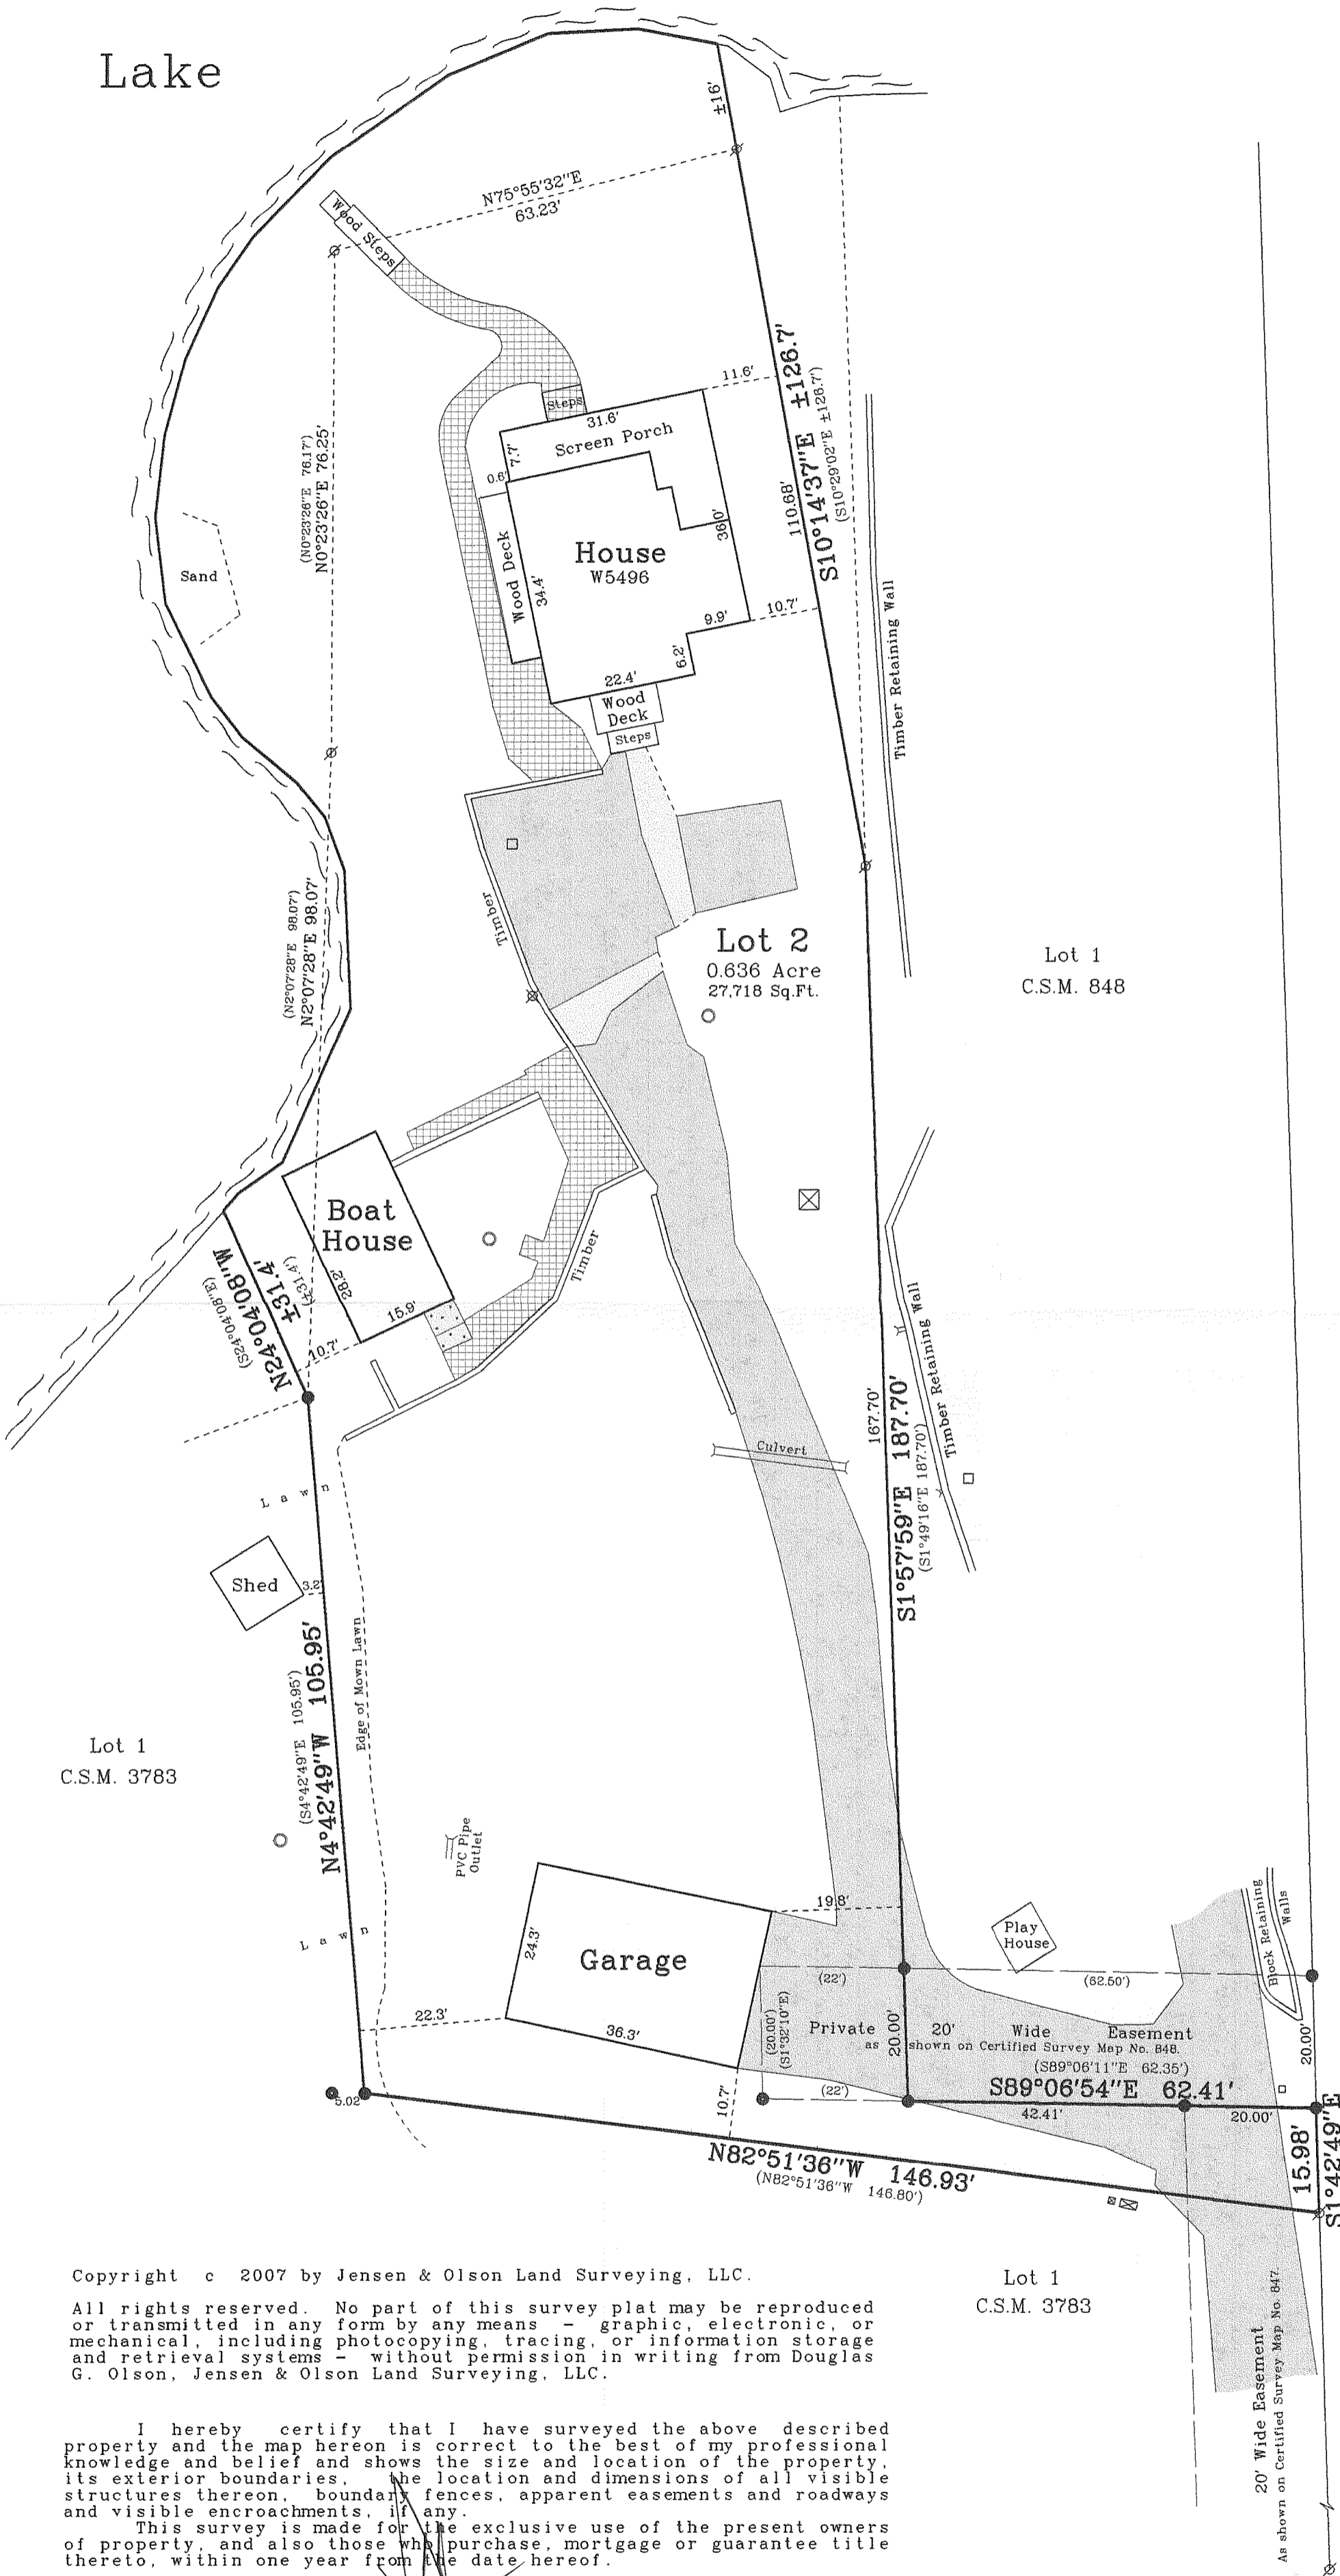 Lake
±16'
N75°55'32"E
63.23'
Wood Steps
11.6'
Steps
31.6'
Screen Porch
7.7'
0.6'
S10°14'37"E ±126.7'
(S10°29'02"E ±126.7')
110.68'
(N0°23'26"E 76.17')
N0°23'26"E 76.25'
Sand
36.0'
House
W5496
Wood Deck
34.4'
9.9'
10.7'
6.2'
22.4'
Wood
Deck
Steps
Timber Retaining Wall
Timber
(N2°07'28"E 98.07')
N2°07'28"E 98.07'
Lot 2
0.636 Acre
27,718 Sq.Ft.
Lot 1
C.S.M. 848
Boat
House
28.2'
15.9'
Timber
N24°04'08"W
±31.4'
(S24°04'08"E)
(±31.4')
10.7'
Timber Retaining Wall
167.70'
S1°57'59"E 187.70'
(S1°49'16"E 187.70')
Culvert
Lawn
Shed
3.2'
Edge of Mown Lawn
(S4°42'49"E 105.95')
N4°42'49"W 105.95'
Lot 1
C.S.M. 3783
PVC Pipe
Outlet
Lawn
Garage
24.3'
36.3'
19.8'
22.3'
5.02'
10.7'
Play
House
Block Retaining
Walls
(22')
(62.50')
(20.00')
(S1°32'10"E)
20.00'
20.00'
Private 20' Wide Easement
as shown on Certified Survey Map No. 848.
(S89°06'11"E 62.35')
S89°06'54"E 62.41'
(22')
42.41'
20.00'
15.98'
S1°42'49"E
N82°51'36"W 146.93'
(N82°51'36"W 146.80')
Lot 1
C.S.M. 3783
20' Wide Easement
As shown on Certified Survey Map No. 847.
Copyright c 2007 by Jensen & Olson Land Surveying, LLC.
All rights reserved. No part of this survey plat may be reproduced
or transmitted in any form by any means – graphic, electronic, or
mechanical, including photocopying, tracing, or information storage
and retrieval systems – without permission in writing from Douglas
G. Olson, Jensen & Olson Land Surveying, LLC.
I hereby certify that I have surveyed the above described
property and the map hereon is correct to the best of my professional
knowledge and belief and shows the size and location of the property,
its exterior boundaries, the location and dimensions of all visible
structures thereon, boundary fences, apparent easements and roadways
and visible encroachments, if any.
This survey is made for the exclusive use of the present owners
of property, and also those who purchase, mortgage or guarantee title
thereto, within one year from the date hereof.